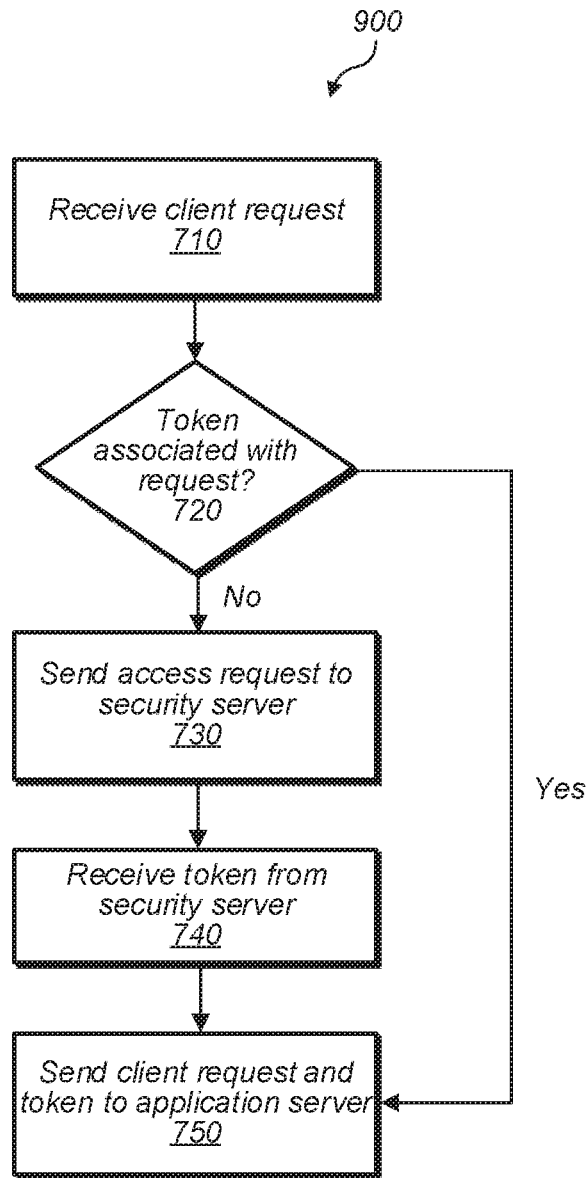 900
Receive client request
710
Token
associated with
request?
720
No
Send access request to
security server
730
Yes
Receive token from
security server
740
Send client request and
token to application server
750